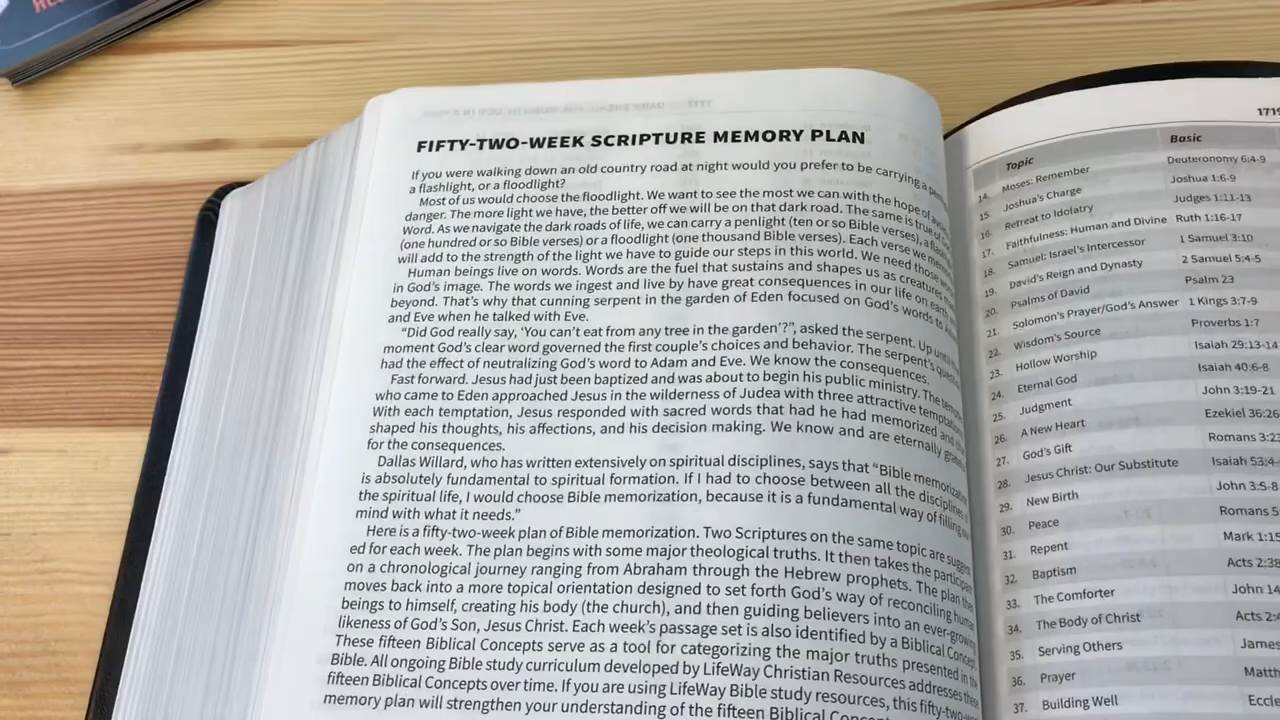 FIFTY-TWO-WEEK SCRIPTURE MEMORY PLAN
If you were walking down an old country road at night would you prefer to be carrying a
a flashlight, or a floodlight?
Most of us would choose the floodlight. We want to see the most we can with the hope of
danger. The more light we have, the better off we will be on that dark road. The same is true of
Word. As we navigate the dark roads of life, we can carry a penlight (ten or so Bible verses), a
(one hundred or so Bible verses) or a floodlight (one thousand Bible verses). Each verse we
will add to the strength of the light we have to guide our steps in this world. We need those
Human beings live on words. Words are the fuel that sustains and shapes us as creatures
in God's image. The words we ingest and live by have great consequences in our life on earth
beyond. That's why that cunning serpent in the garden of Eden focused on God's words to
and Eve when he talked with Eve.
"Did God really say, 'You can't eat from any tree in the garden'?", asked the serpent. Up until
moment God's clear word governed the first couple's choices and behavior. The serpent's
had the effect of neutralizing God's word to Adam and Eve. We know the consequences.
Fast forward. Jesus had just been baptized and was about to begin his public ministry. The
who came to Eden approached Jesus in the wilderness of Judea with three attractive
With each temptation, Jesus responded with sacred words that had he had memorized and
shaped his thoughts, his affections, and his decision making. We know and are eternally
for the consequences.
Dallas Willard, who has written extensively on spiritual disciplines, says that "Bible
is absolutely fundamental to spiritual formation. If I had to choose between all the disciplines
the spiritual life, I would choose Bible memorization, because it is a fundamental way of filling
mind with what it needs."
Here is a fifty-two-week plan of Bible memorization. Two Scriptures on the same topic are
ed for each week. The plan begins with some major theological truths. It then takes the
on a chronological journey ranging from Abraham through the Hebrew prophets. The plan
moves back into a more topical orientation designed to set forth God's way of reconciling human
beings to himself, creating his body (the church), and then guiding believers into an ever-growing
likeness of God's Son, Jesus Christ. Each week's passage set is also identified by a Biblical
These fifteen Biblical Concepts serve as a tool for categorizing the major truths presented in the
Bible. All ongoing Bible study curriculum developed by LifeWay Christian Resources addresses these
fifteen Biblical Concepts over time. If you are using LifeWay Bible study resources, this
memory plan will strengthen your understanding of the fifteen Biblical
1719
Topic Basic
14. Moses: Remember Deuteronomy 6:4-9
15. Joshua's Charge Joshua 1:6-9
16. Retreat to Idolatry Judges 1:11-13
17. Faithfulness: Human and Divine Ruth 1:16-17
18. Samuel: Israel's Intercessor 1 Samuel 3:10
19. David's Reign and Dynasty 2 Samuel 5:4-5
20. Psalms of David Psalm 23
21. Solomon's Prayer/God's Answer 1 Kings 3:7-9
22. Wisdom's Source Proverbs 1:7
23. Hollow Worship Isaiah 29:13-14
24. Eternal God Isaiah 40:6-8
25. Judgment John 3:19-21
26. A New Heart Ezekiel 36:26
27. God's Gift Romans 3:23
28. Jesus Christ: Our Substitute Isaiah 53:4-
29. New Birth John 3:5-8
30. Peace Romans 5:
31. Repent Mark 1:15
32. Baptism Acts 2:38
33. The Comforter John 14
34. The Body of Christ Acts 2:
35. Serving Others James
36. Prayer
37. Building Well